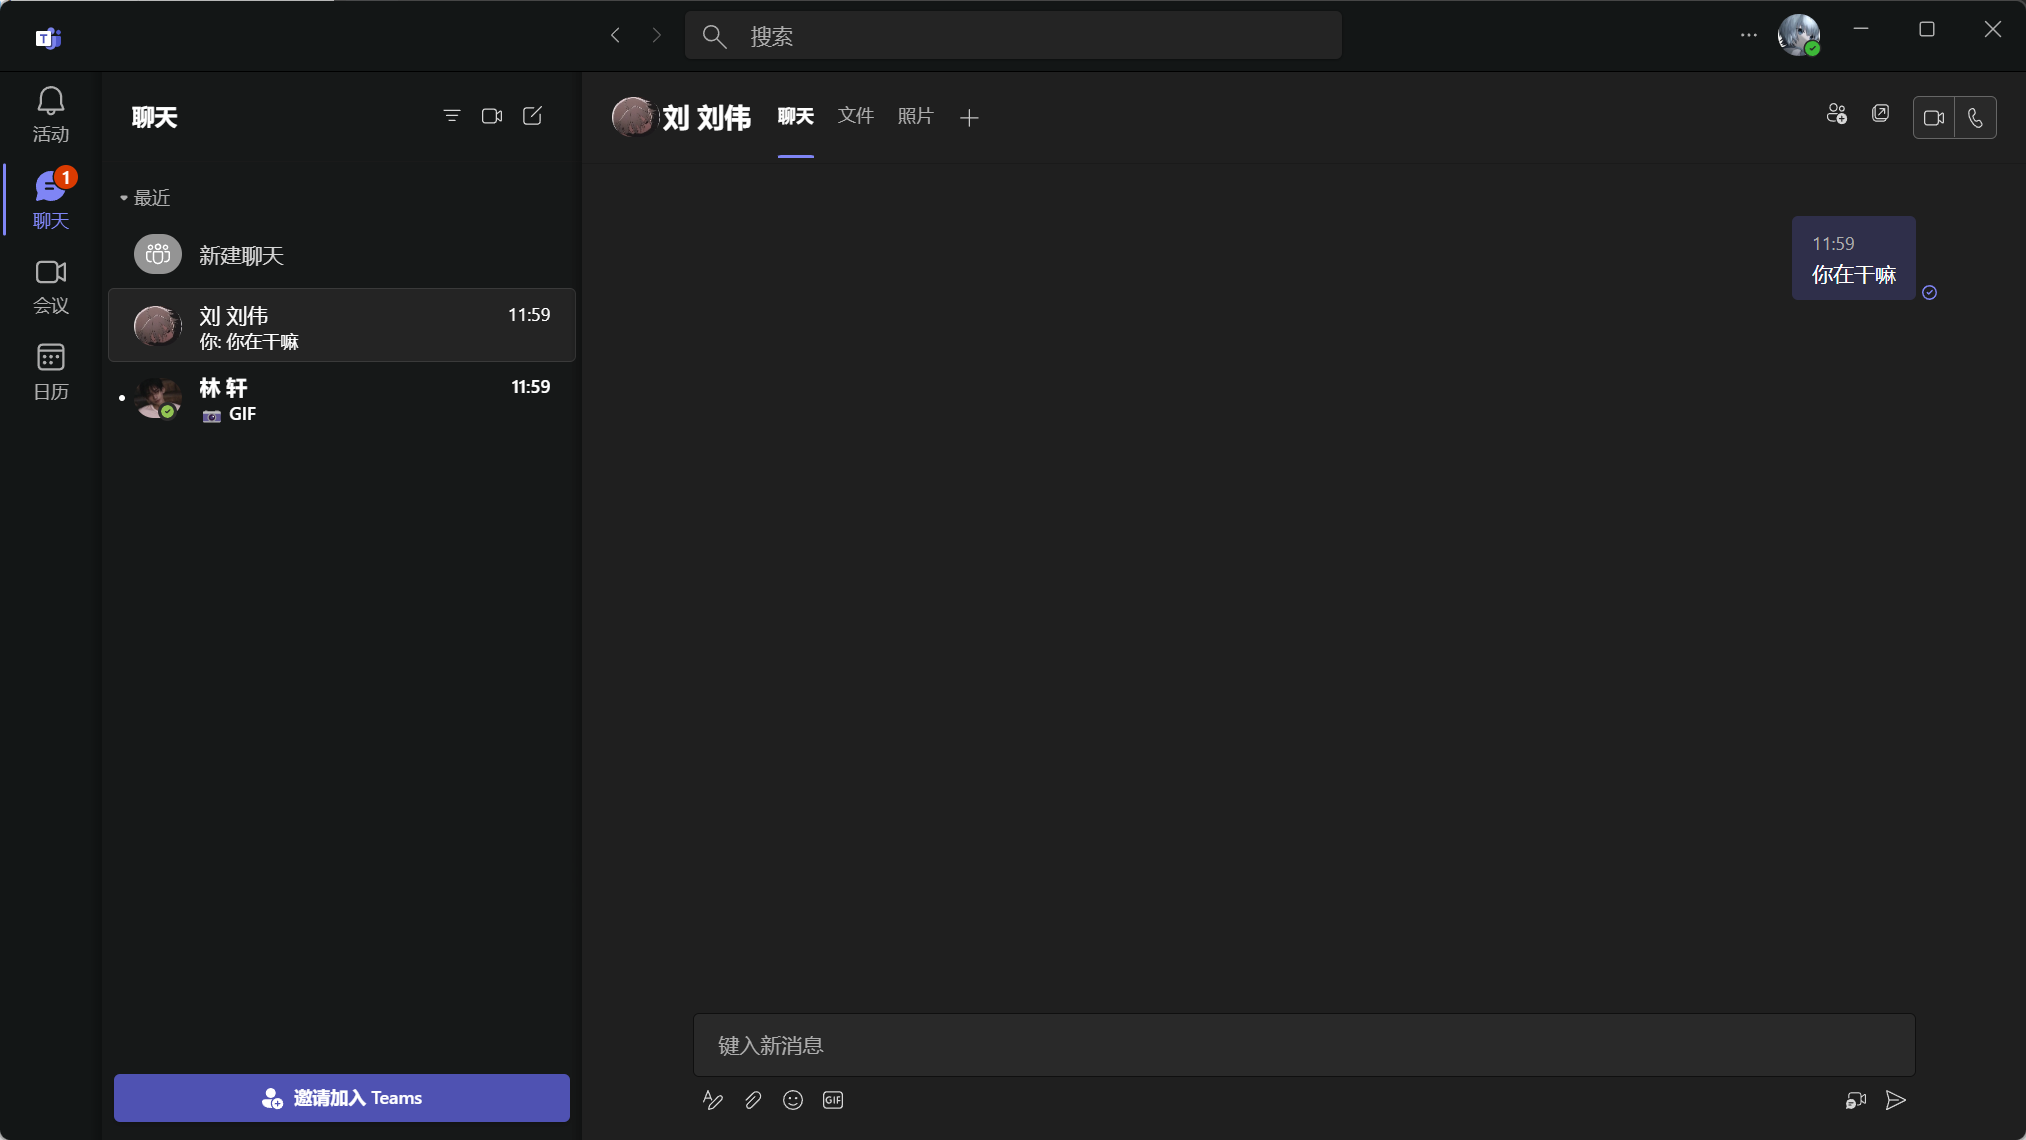 搜索
活动
1
聊天
会议
日历
聊天
最近
新建聊天
刘 刘伟
11:59
你: 你在干嘛
林 轩
11:59
GIF
邀请加入 Teams
刘 刘伟
聊天
文件
照片
11:59
你在干嘛
键入新消息
GIF